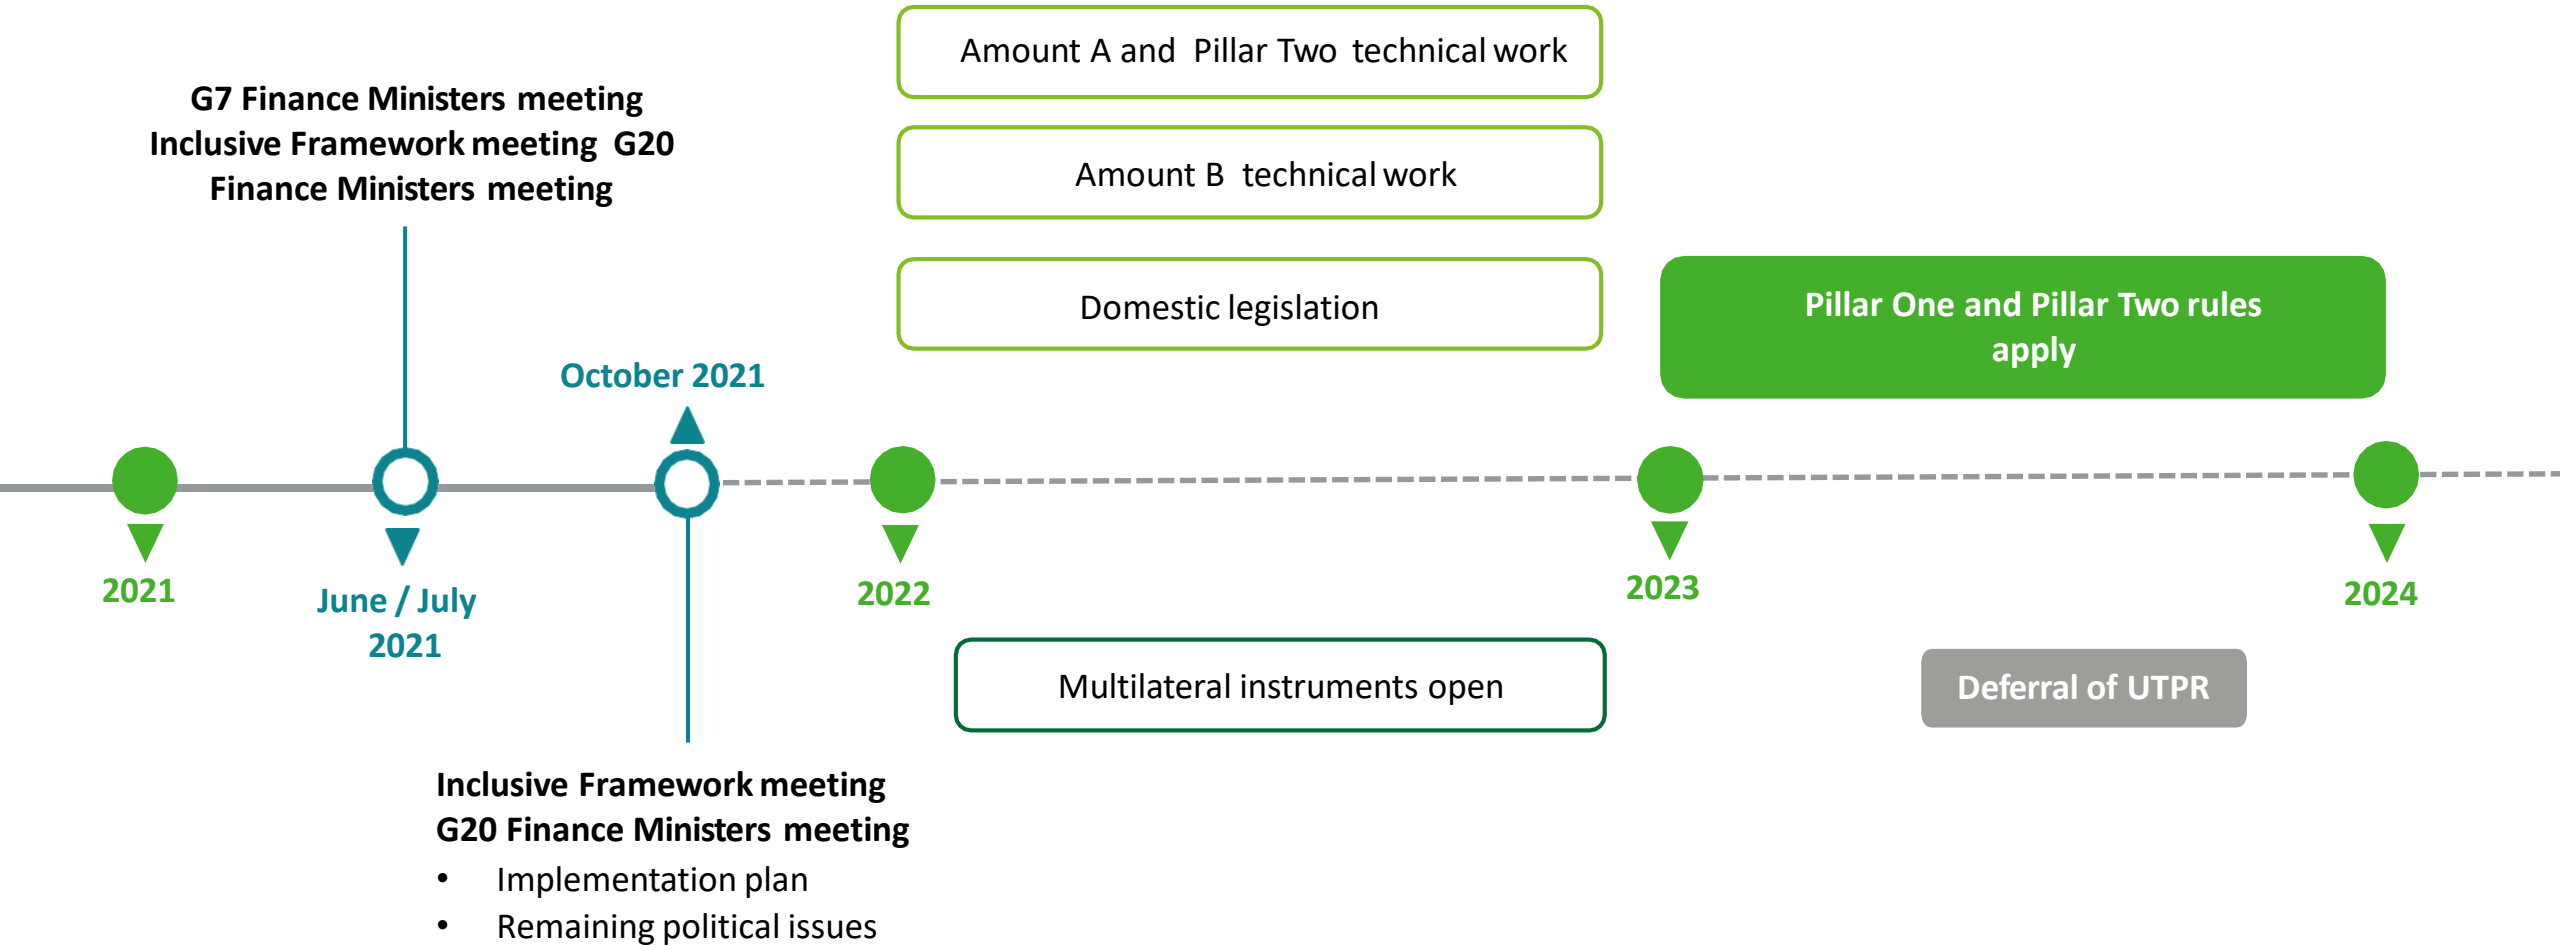 Amount A and Pillar Two technical work
G7 Finance Ministers meeting
Inclusive Framework meeting G20
Finance Ministers meeting
Amount B technical work
Domestic legislation
Pillar One and Pillar Two rules
apply
October 2021
2021
June / July
2021
2022
2023
2024
Multilateral instruments open
Deferral of UTPR
Inclusive Framework meeting
G20 Finance Ministers meeting
• Implementation plan
• Remaining political issues